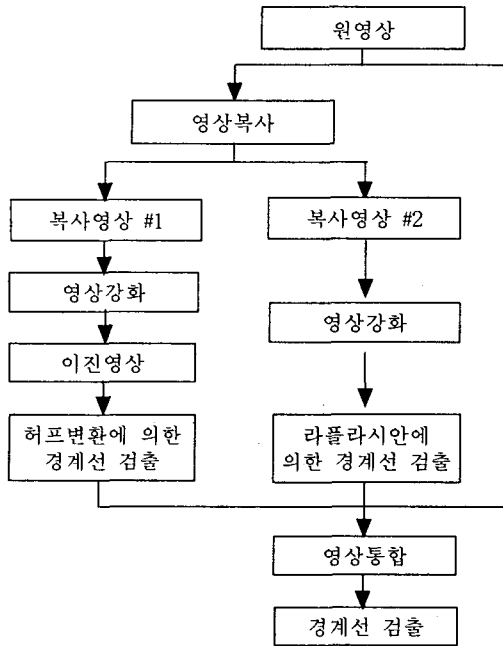 원영상
영상복사
복사영상 #1
복사영상 #2
영상강화
영상강화
이진영상
허프변환에 의한
경계선 검출
라플라시안에
의한 경계선 검출
영상통합
경계선 검출